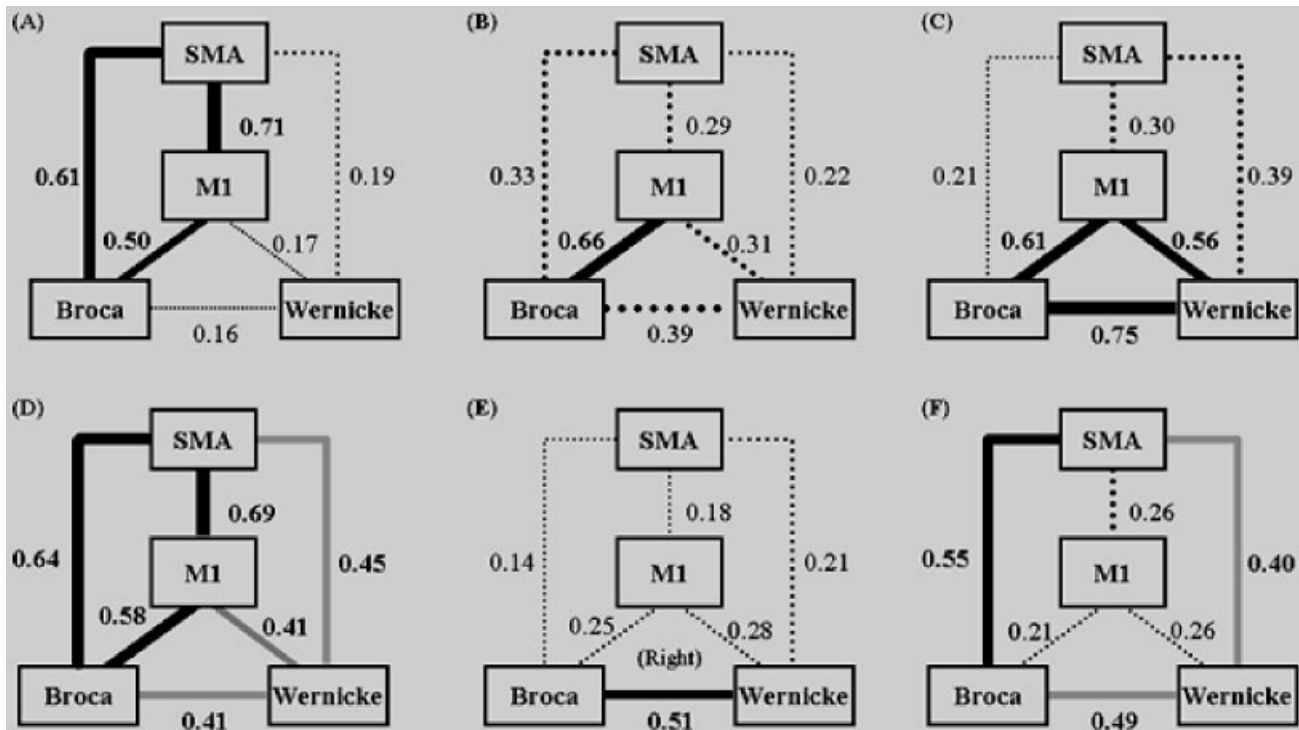 (A)
SMA
0.71
M1
0.61
0.19
0.50
0.17
Broca
Wernicke
0.16
(B)
SMA
0.29
M1
0.33
0.22
0.66
0.31
Broca
Wernicke
0.39
(C)
SMA
0.30
M1
0.21
0.39
0.61
0.56
Broca
Wernicke
0.75
(D)
SMA
0.69
M1
0.64
0.45
0.58
0.41
Broca
Wernicke
0.41
(E)
SMA
0.18
M1
0.14
0.21
0.25
0.28
(Right)
Broca
Wernicke
0.51
(F)
SMA
0.26
M1
0.55
0.40
0.21
0.26
Broca
Wernicke
0.49